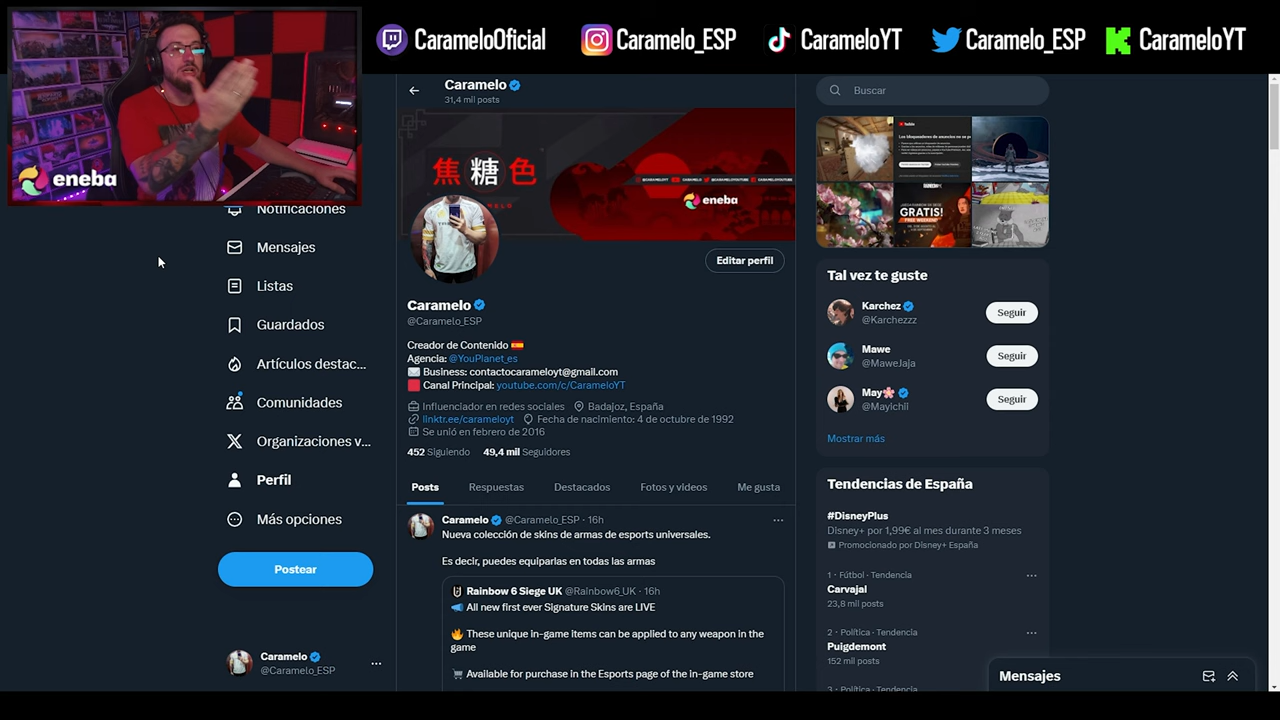 CarameloOficial
Caramelo_ESP
CarameloYT
Caramelo_ESP
CarameloYT
eneba
Notificaciones
Mensajes
Listas
Guardados
Artículos destac...
Comunidades
Organizaciones v...
Perfil
Más opciones
Postear
Caramelo
@Caramelo_ESP
Caramelo
31,4 mil posts
焦糖色
eneba
Editar perfil
Caramelo
@Caramelo_ESP
Creador de Contenido
Agencia: @YouPlanet_es
Business: contactocarameloyt@gmail.com
Canal Principal: youtube.com/c/CarameloYT
Influenciador en redes sociales Badajoz, España
linktr.ee/carameloyt Fecha de nacimiento: 4 de octubre de 1992
Se unió en febrero de 2016
452 Siguiendo 49,4 mil Seguidores
Posts Respuestas Destacados Fotos y videos Me gusta
Caramelo @Caramelo_ESP · 16h
Nueva colección de skins de armas de esports universales.
Es decir, puedes equiparlas en todas las armas
Rainbow 6 Siege UK @Rainbow6_UK · 16h
All new first ever Signature Skins are LIVE
These unique in-game items can be applied to any weapon in the
game
Available for purchase in the Esports page of the in-game store
Buscar
GRATIS!
Tal vez te guste
Karchez
@Karchezzz
Seguir
Mawe
@MaweJaja
Seguir
May
@Mayichii
Seguir
Mostrar más
Tendencias de España
#DisneyPlus
Disney+ por 1,99€ al mes durante 3 meses
Promocionado por Disney+ España
1 · Fútbol · Tendencia
Carvajal
23,8 mil posts
2 · Política · Tendencia
Puigdemont
152 mil posts
3 · Política · Tendencia
Mensajes